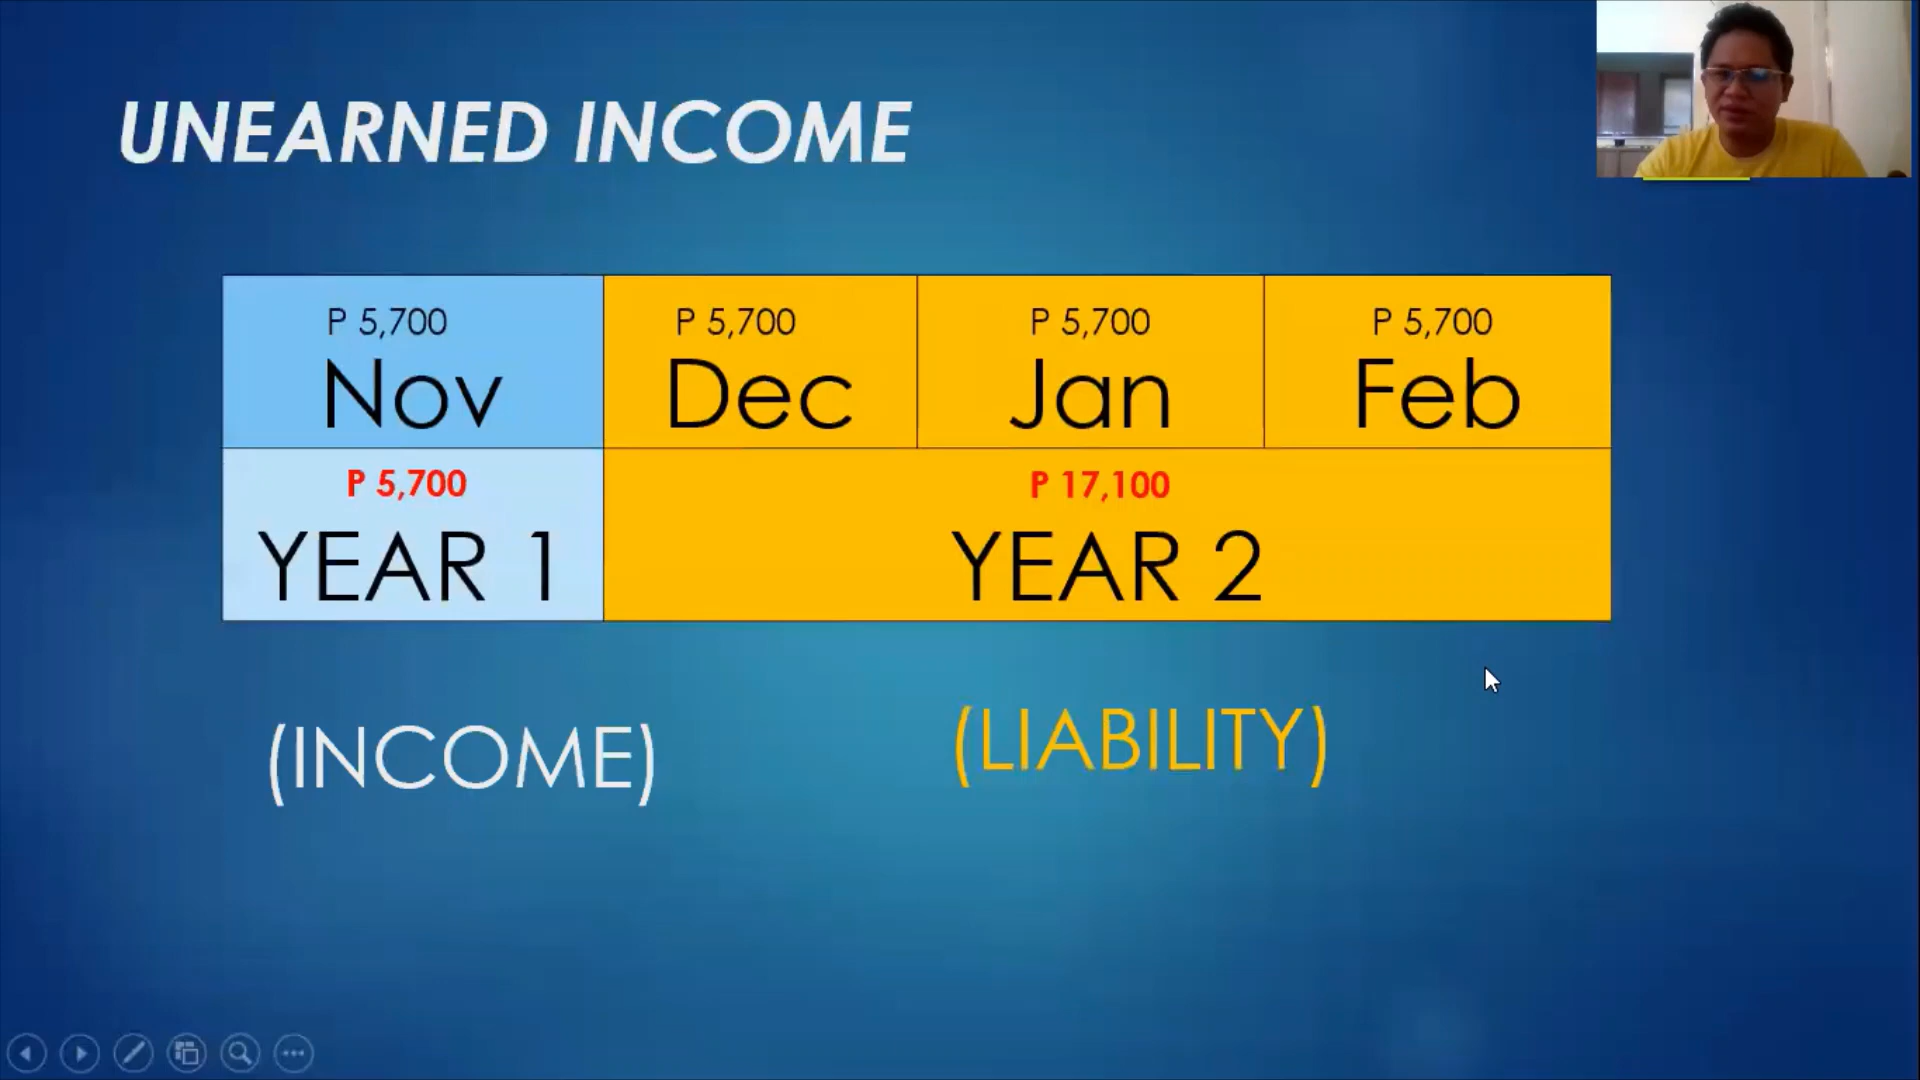 UNEARNED INCOME
P 5,700 P 5,700 P 5,700 P 5,700
Nov Dec Jan Feb
P 5,700 P 17,100
YEAR 1 YEAR 2
(INCOME) (LIABILITY)